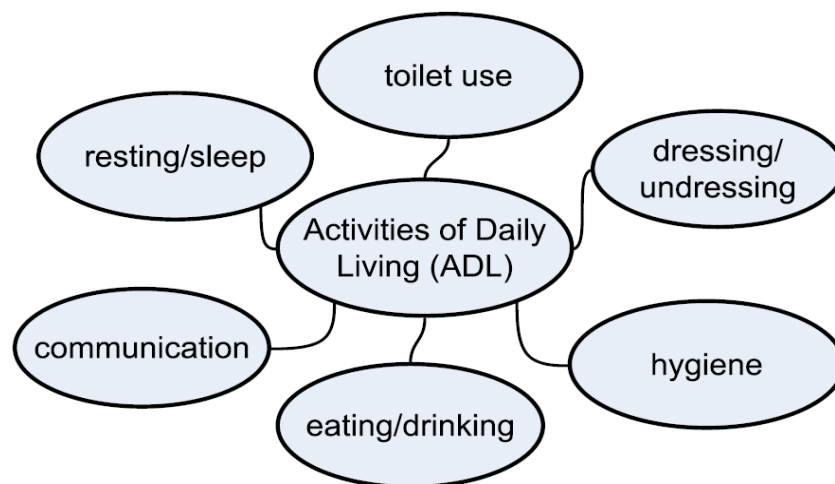 toilet use
resting/sleep
dressing/
undressing
Activities of Daily
Living (ADL)
communication
hygiene
eating/drinking